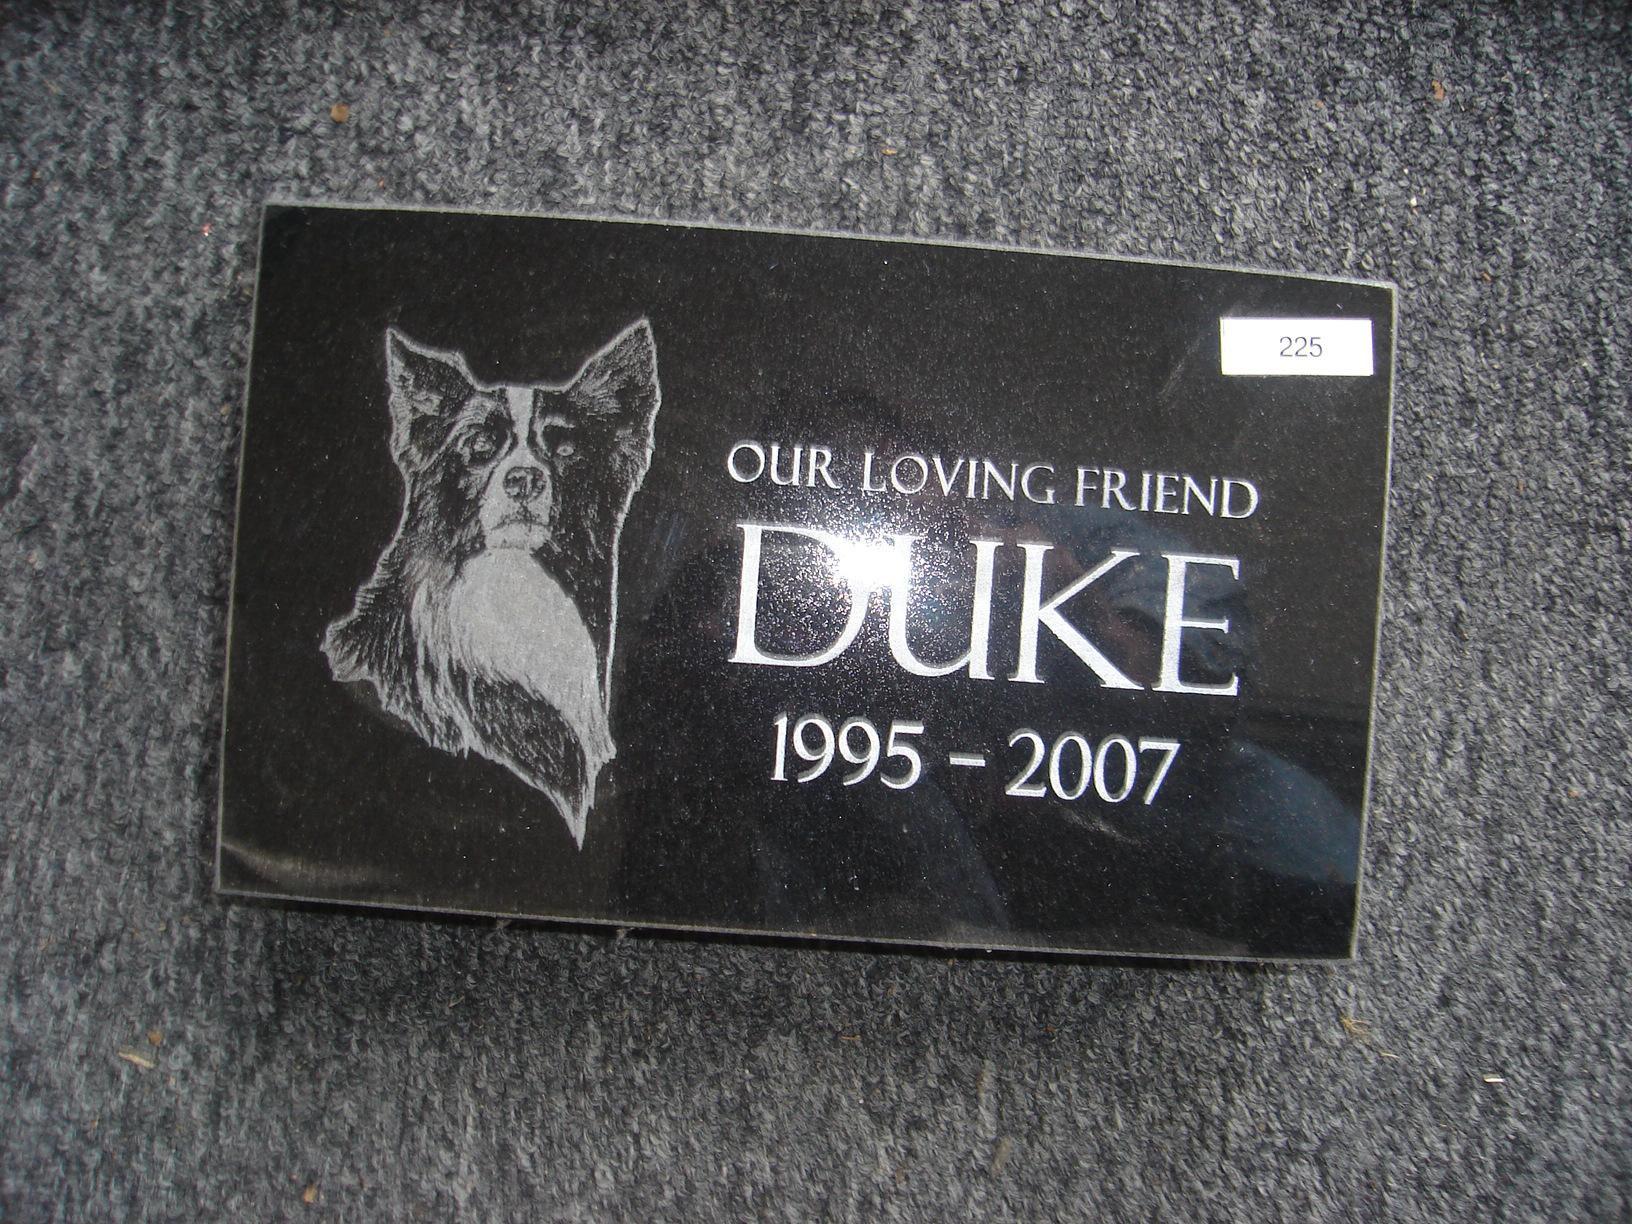 225
OUR LOVING FRIEND
DUKE
1995 – 2007